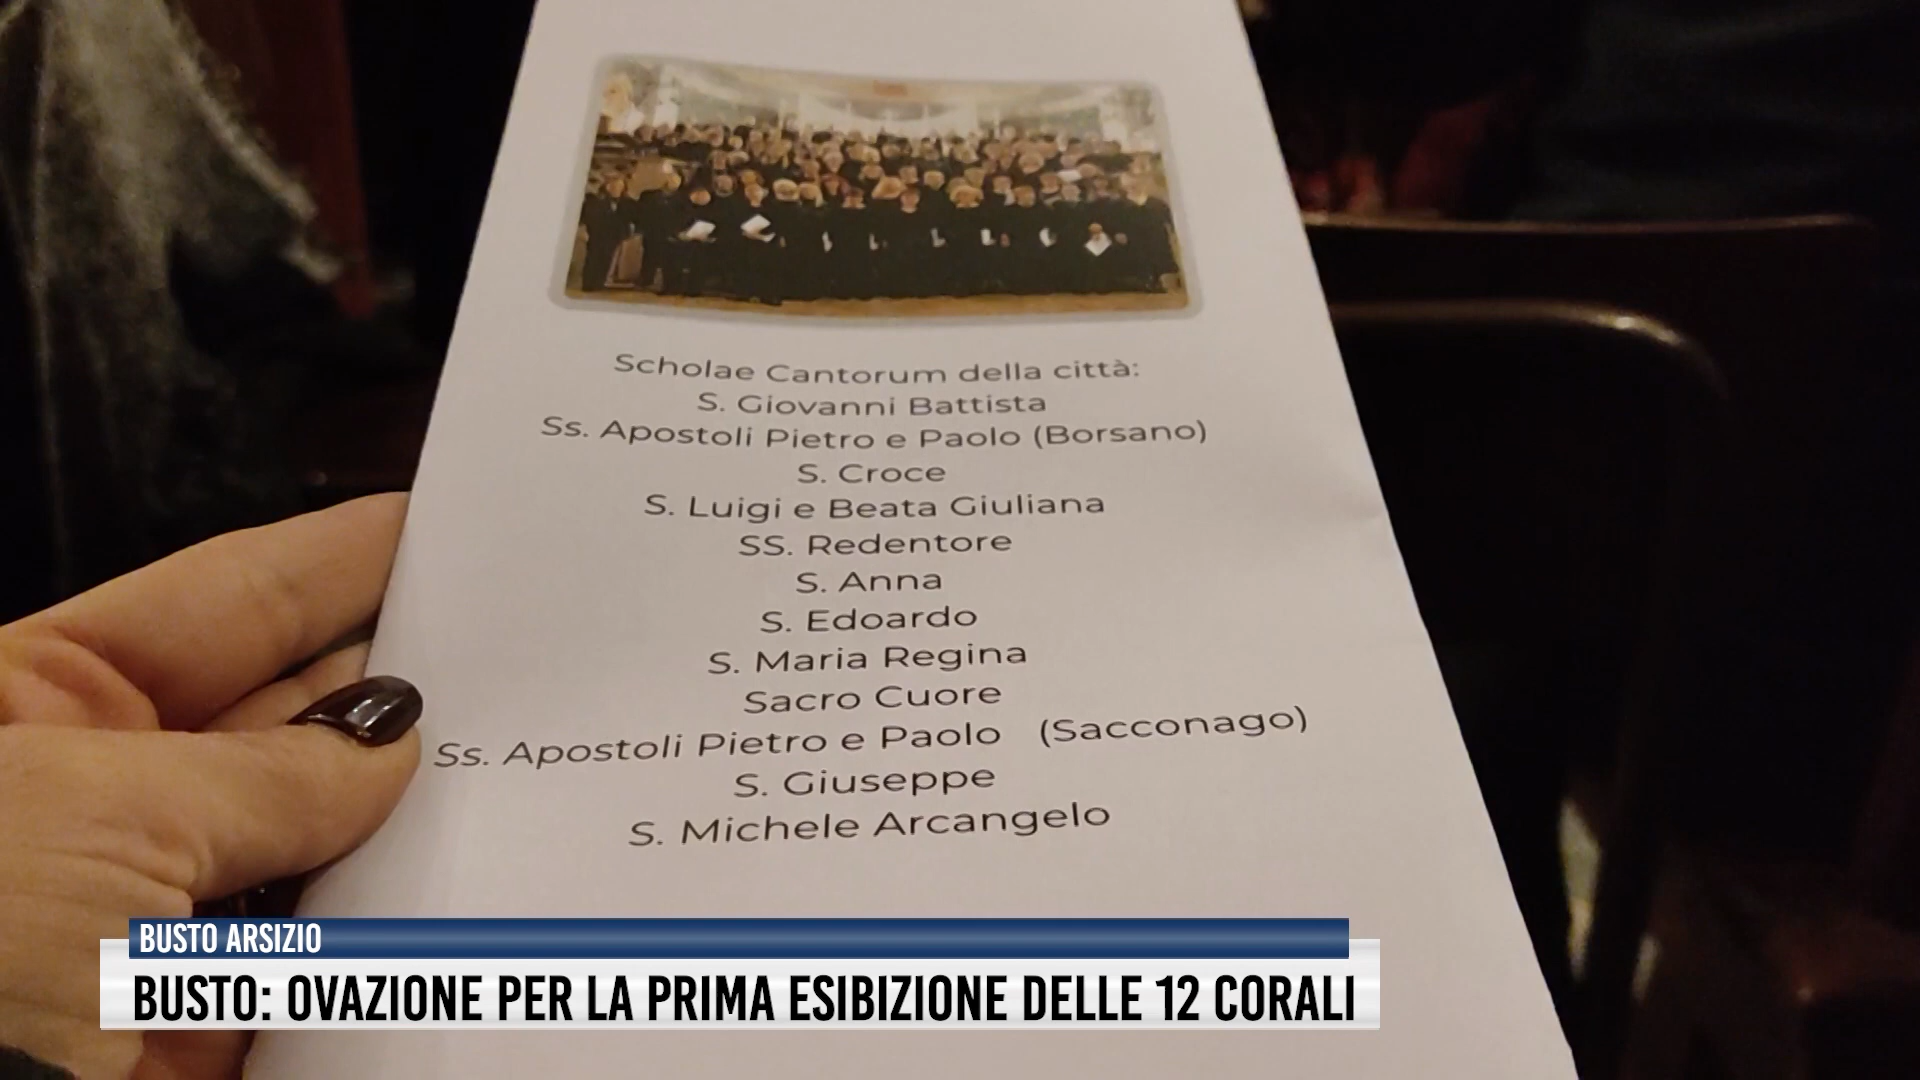 Scholae Cantorum della città:
S. Giovanni Battista
Ss. Apostoli Pietro e Paolo (Borsano)
S. Croce
S. Luigi e Beata Giuliana
SS. Redentore
S. Anna
S. Edoardo
S. Maria Regina
Sacro Cuore
Ss. Apostoli Pietro e Paolo (Sacconago)
S. Giuseppe
S. Michele Arcangelo
BUSTO ARSIZIO
BUSTO: OVAZIONE PER LA PRIMA ESIBIZIONE DELLE 12 CORALI